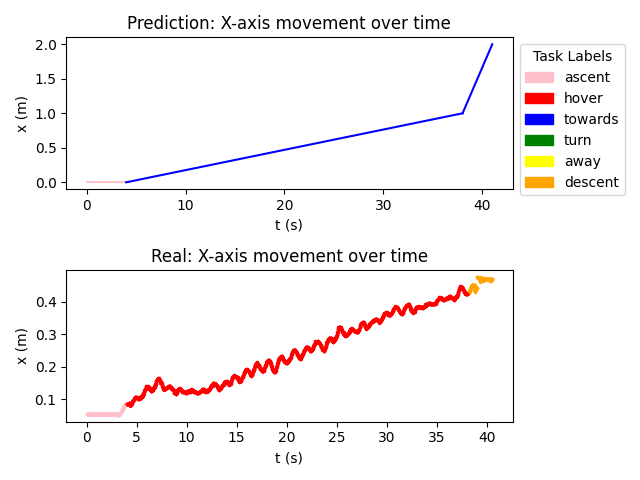 Prediction: X-axis movement over time
2.0
1.5
1.0
0.5
0.0
x (m)
0 10 20 30 40
t (s)
Task Labels
ascent
hover
towards
turn
away
descent
Real: X-axis movement over time
0.4
0.3
0.2
0.1
x (m)
0 5 10 15 20 25 30 35 40
t (s)